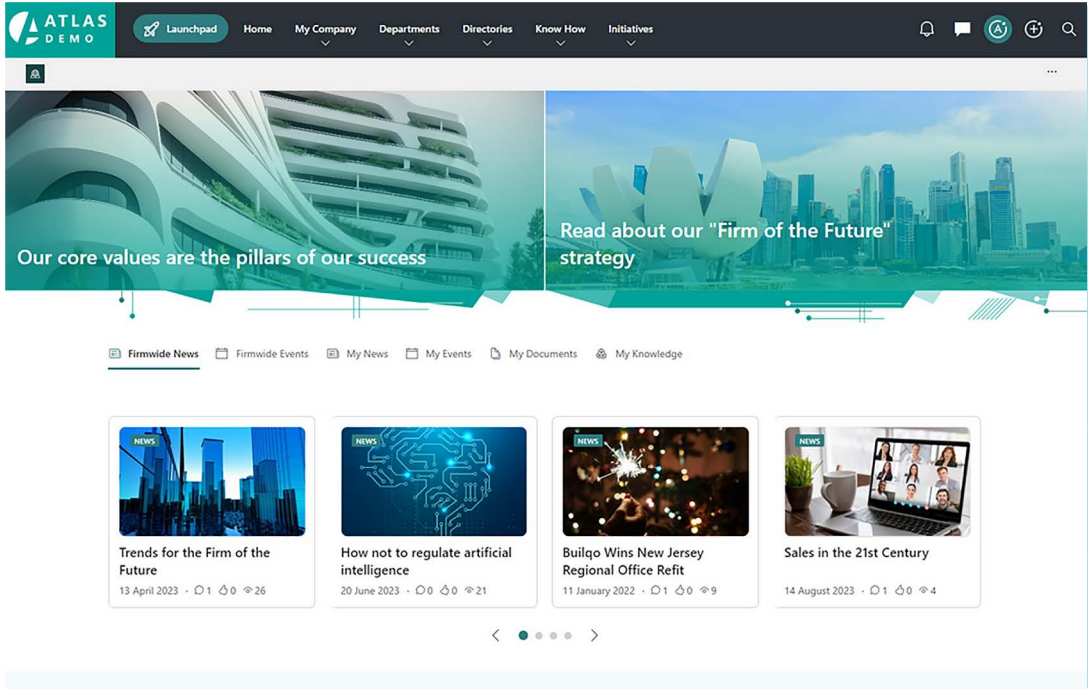 ATLAS
DEMO
Launchpad
Home
My Company
Departments
Directories
Know How
Initiatives
...
Our core values are the pillars of our success
Read about our "Firm of the Future"
strategy
Firmwide News
Firmwide Events
My News
My Events
My Documents
My Knowledge
NEWS
Trends for the Firm of the
Future
13 April 2023 · 1 0 26
NEWS
How not to regulate artificial
intelligence
20 June 2023 · 0 0 21
NEWS
Builqo Wins New Jersey
Regional Office Refit
11 January 2022 · 1 0 9
NEWS
Sales in the 21st Century
14 August 2023 · 1 0 4